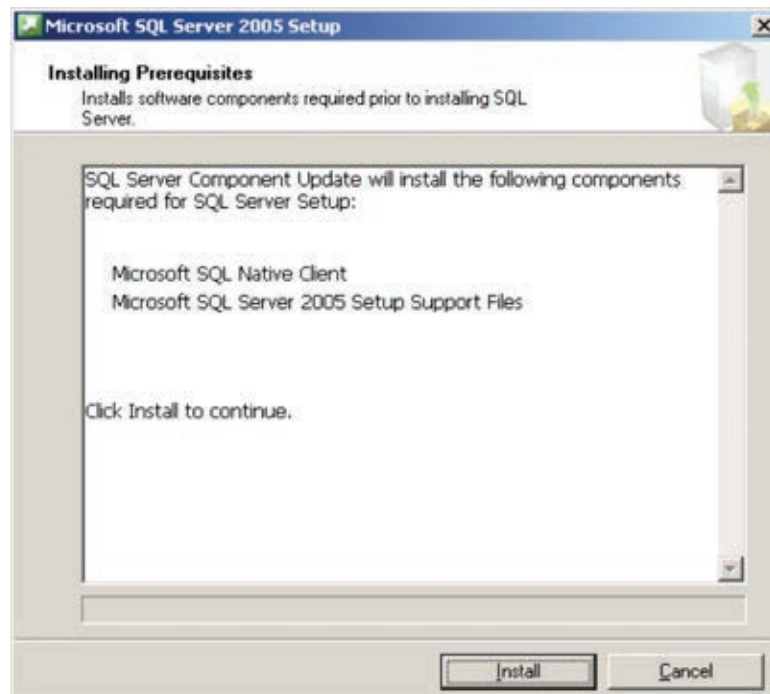 Microsoft SQL Server 2005 Setup
Installing Prerequisites
Installs software components required prior to installing SQL
Server.
SQL Server Component Update will install the following components
required for SQL Server Setup:
Microsoft SQL Native Client
Microsoft SQL Server 2005 Setup Support Files
Click Install to continue.
Install
Cancel